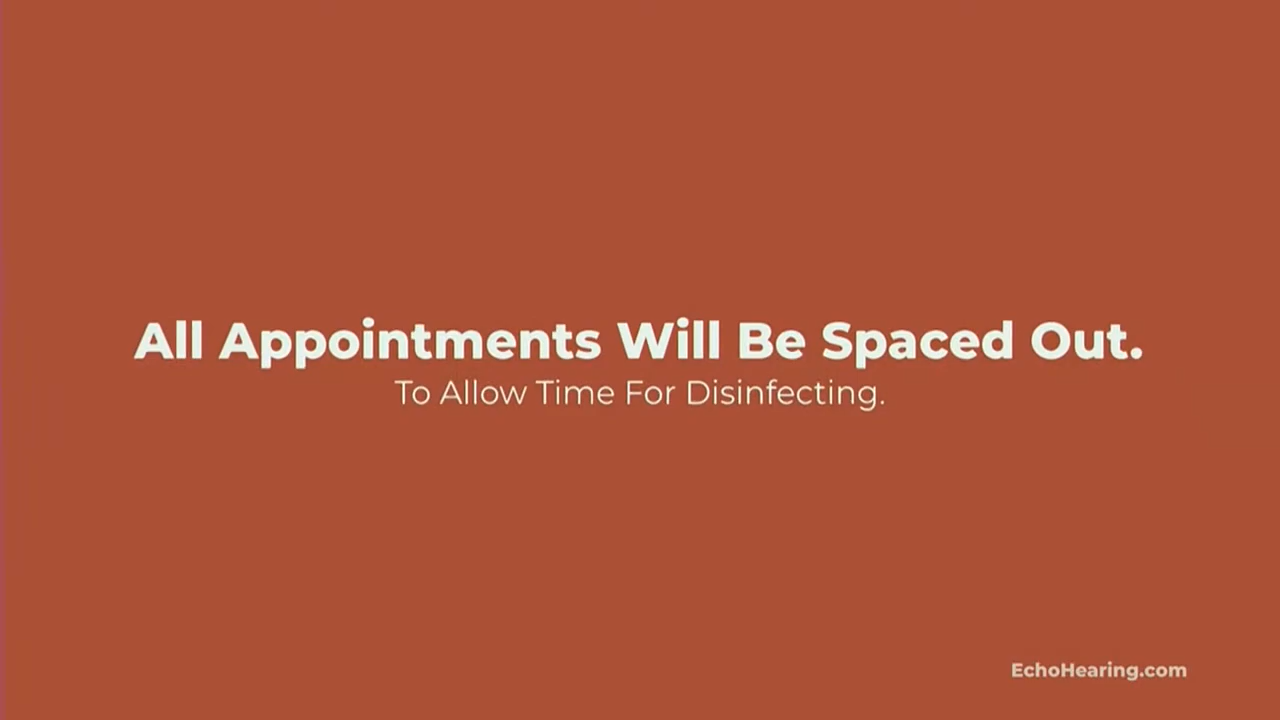 All Appointments Will Be Spaced Out.
To Allow Time For Disinfecting.
EchoHearing.com